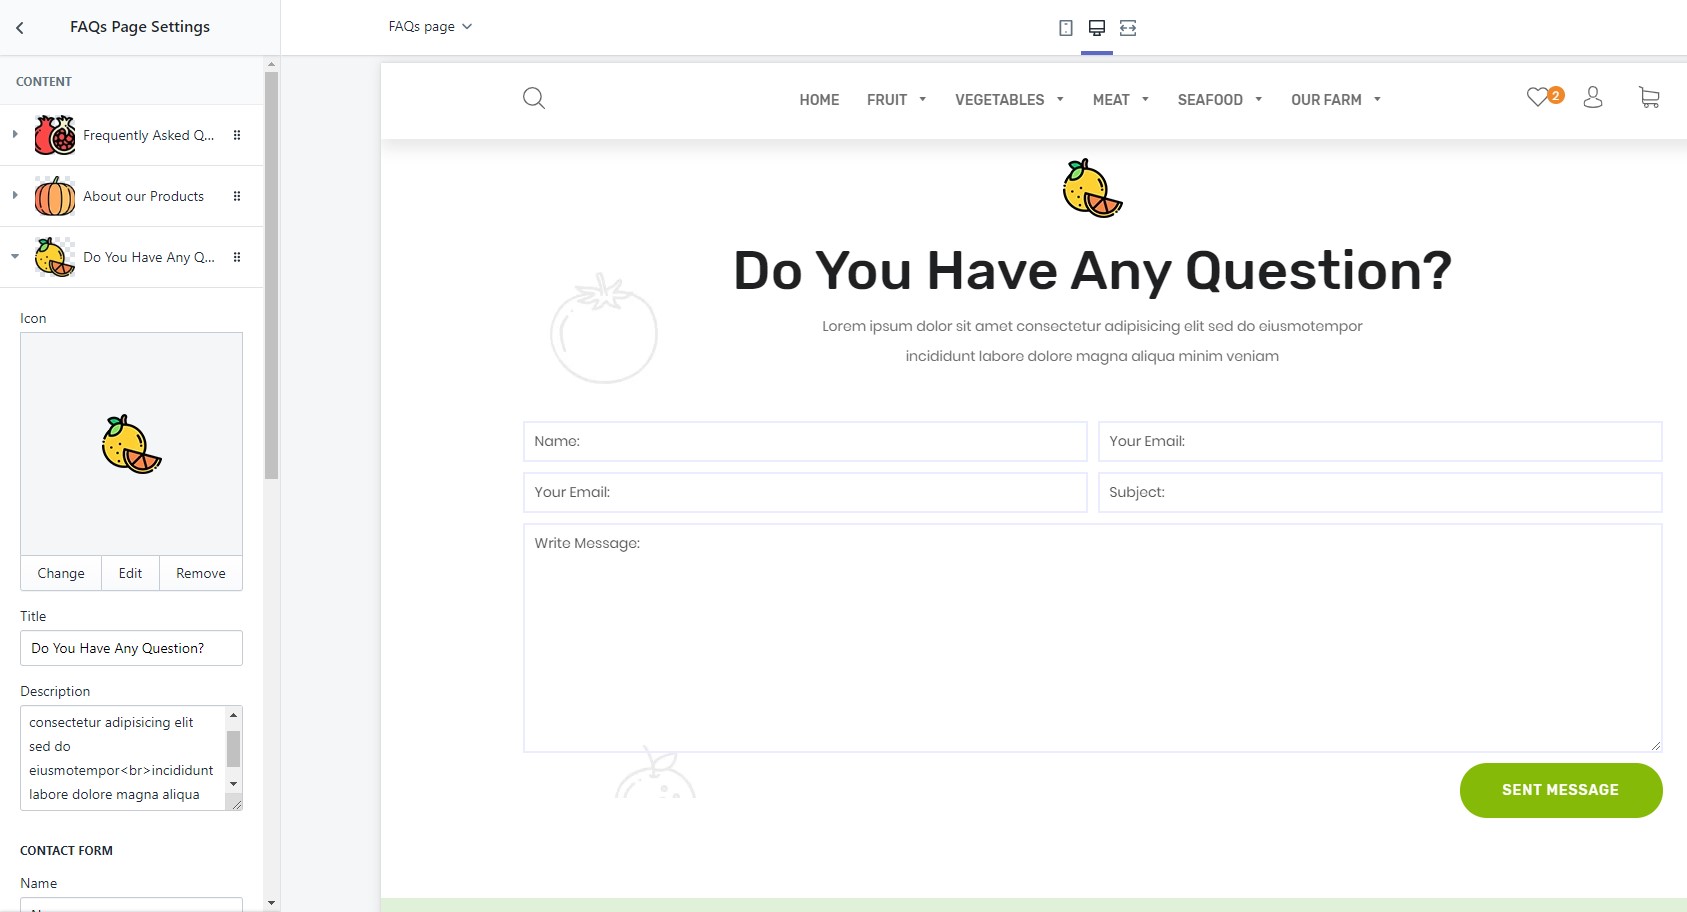 FAQs Page Settings
FAQs page
CONTENT
Frequently Asked Q...
About our Products
Do You Have Any Q...
Icon
Change Edit Remove
Title
Do You Have Any Question?
Description
consectetur adipisicing elit
sed do
eiusmotempor<br>incididunt
labore dolore magna aliqua
CONTACT FORM
Name
HOME FRUIT VEGETABLES MEAT SEAFOOD OUR FARM
2
Do You Have Any Question?
Lorem ipsum dolor sit amet consectetur adipisicing elit sed do eiusmotempor
incididunt labore dolore magna aliqua minim veniam
Name: Your Email:
Your Email: Subject:
Write Message:
SENT MESSAGE